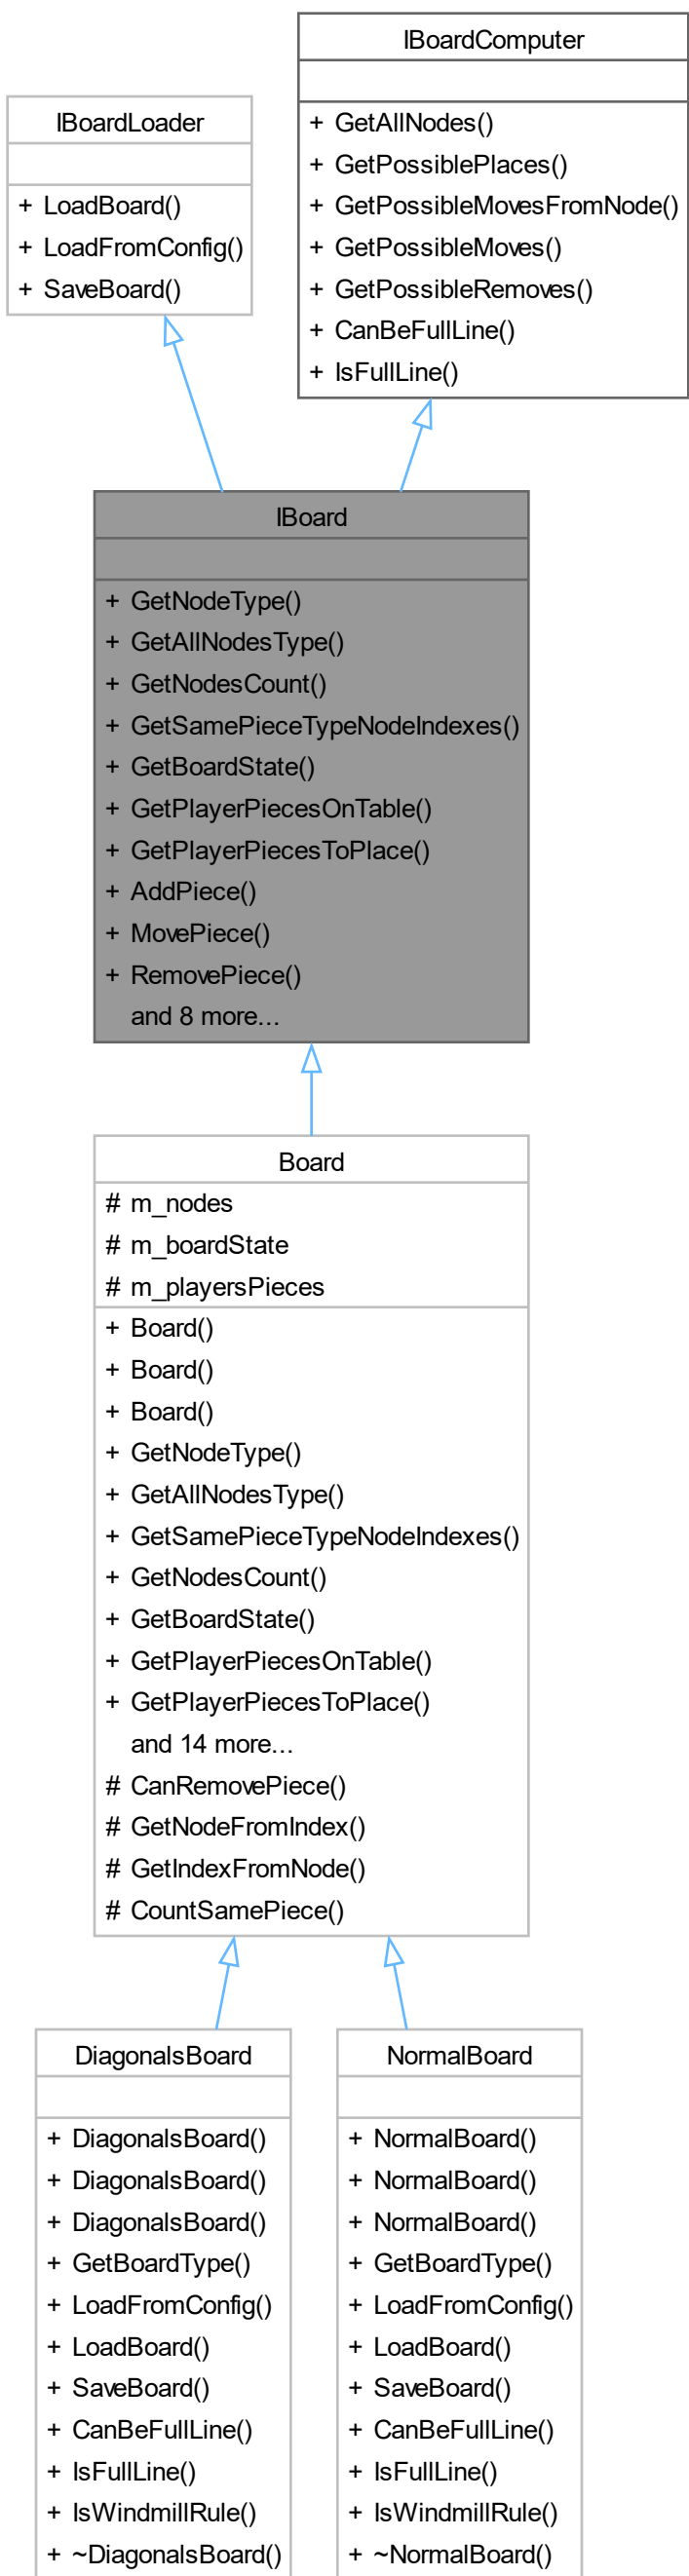 IBoardComputer
+ GetAllNodes()
+ GetPossiblePlaces()
+ GetPossibleMovesFromNode()
+ GetPossibleMoves()
+ GetPossibleRemoves()
+ CanBeFullLine()
+ IsFullLine()
IBoardLoader
+ LoadBoard()
+ LoadFromConfig()
+ SaveBoard()
IBoard
+ GetNodeType()
+ GetAllNodesType()
+ GetNodesCount()
+ GetSamePieceTypeNodeIndexes()
+ GetBoardState()
+ GetPlayerPiecesOnTable()
+ GetPlayerPiecesToPlace()
+ AddPiece()
+ MovePiece()
+ RemovePiece()
and 8 more...
Board
# m_nodes
# m_boardState
# m_playersPieces
+ Board()
+ Board()
+ Board()
+ GetNodeType()
+ GetAllNodesType()
+ GetSamePieceTypeNodeIndexes()
+ GetNodesCount()
+ GetBoardState()
+ GetPlayerPiecesOnTable()
+ GetPlayerPiecesToPlace()
and 14 more...
# CanRemovePiece()
# GetNodeFromIndex()
# GetIndexFromNode()
# CountSamePiece()
DiagonalsBoard
+ DiagonalsBoard()
+ DiagonalsBoard()
+ DiagonalsBoard()
+ GetBoardType()
+ LoadFromConfig()
+ LoadBoard()
+ SaveBoard()
+ CanBeFullLine()
+ IsFullLine()
+ IsWindmillRule()
+ ~DiagonalsBoard()
NormalBoard
+ NormalBoard()
+ NormalBoard()
+ NormalBoard()
+ GetBoardType()
+ LoadFromConfig()
+ LoadBoard()
+ SaveBoard()
+ CanBeFullLine()
+ IsFullLine()
+ IsWindmillRule()
+ ~NormalBoard()